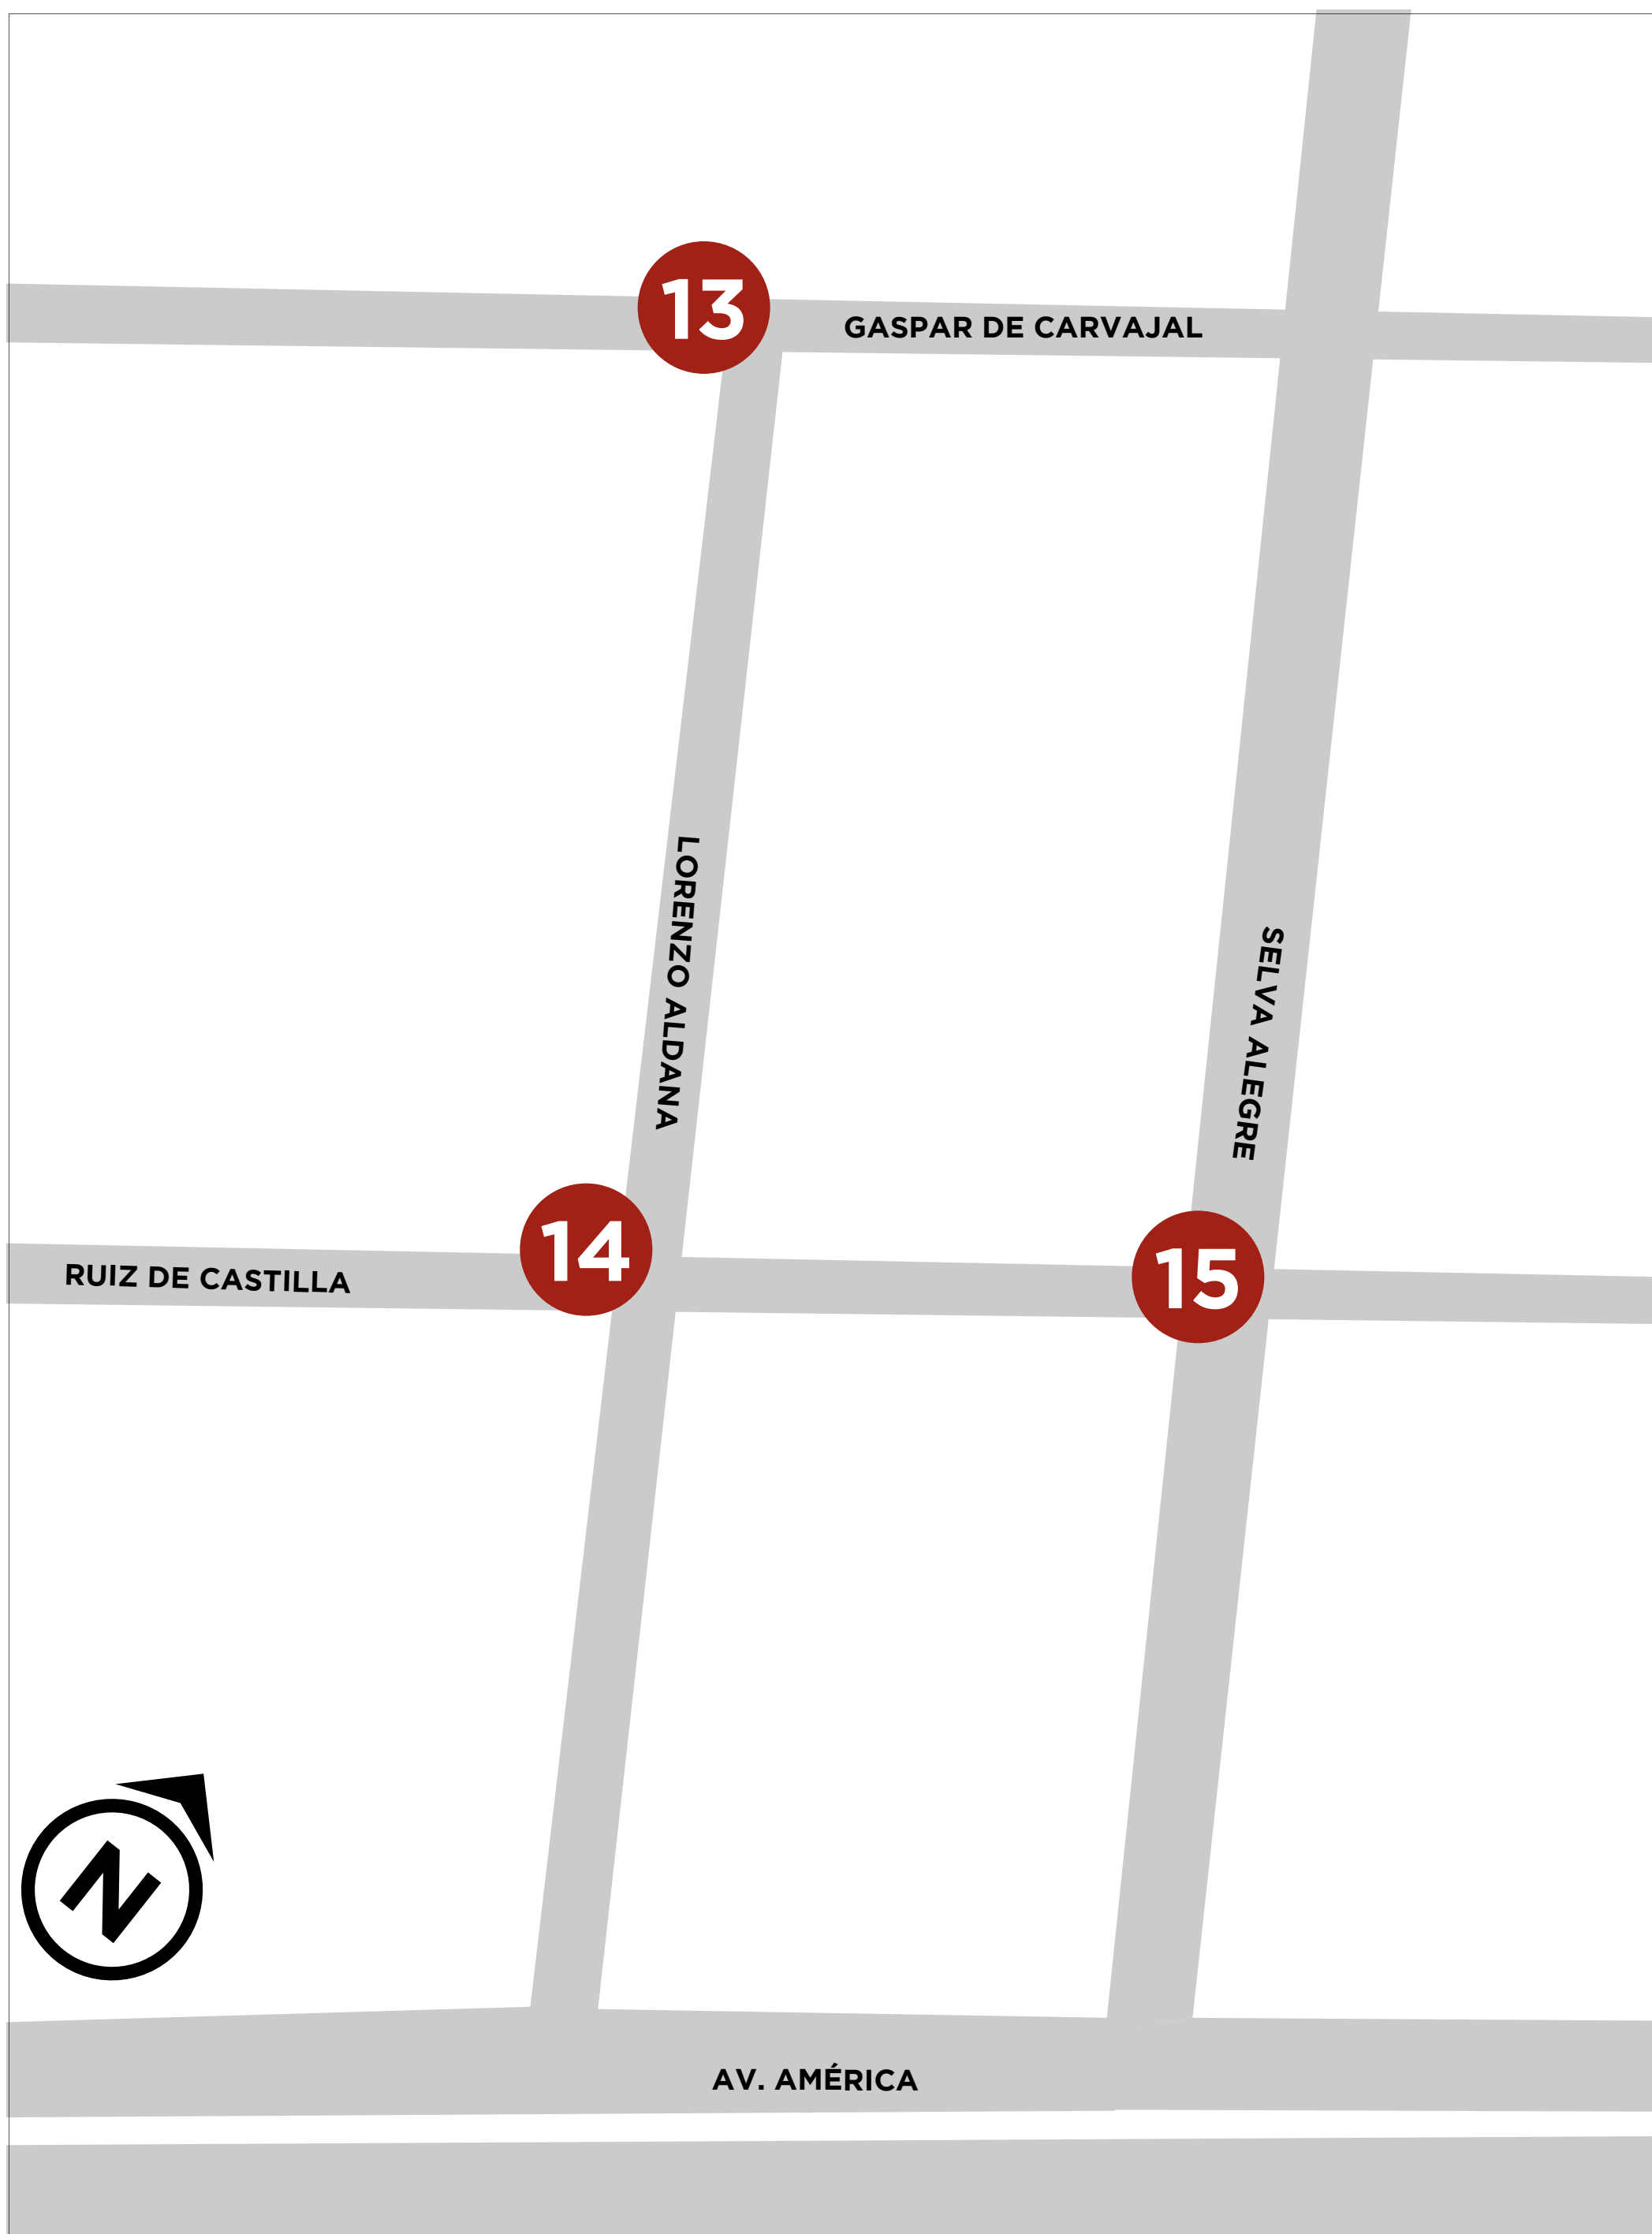 13
GASPAR DE CARVAJAL
LORENZO ALDANA
SELVA ALEGRE
14
15
RUIZ DE CASTILLA
N
AV. AMÉRICA